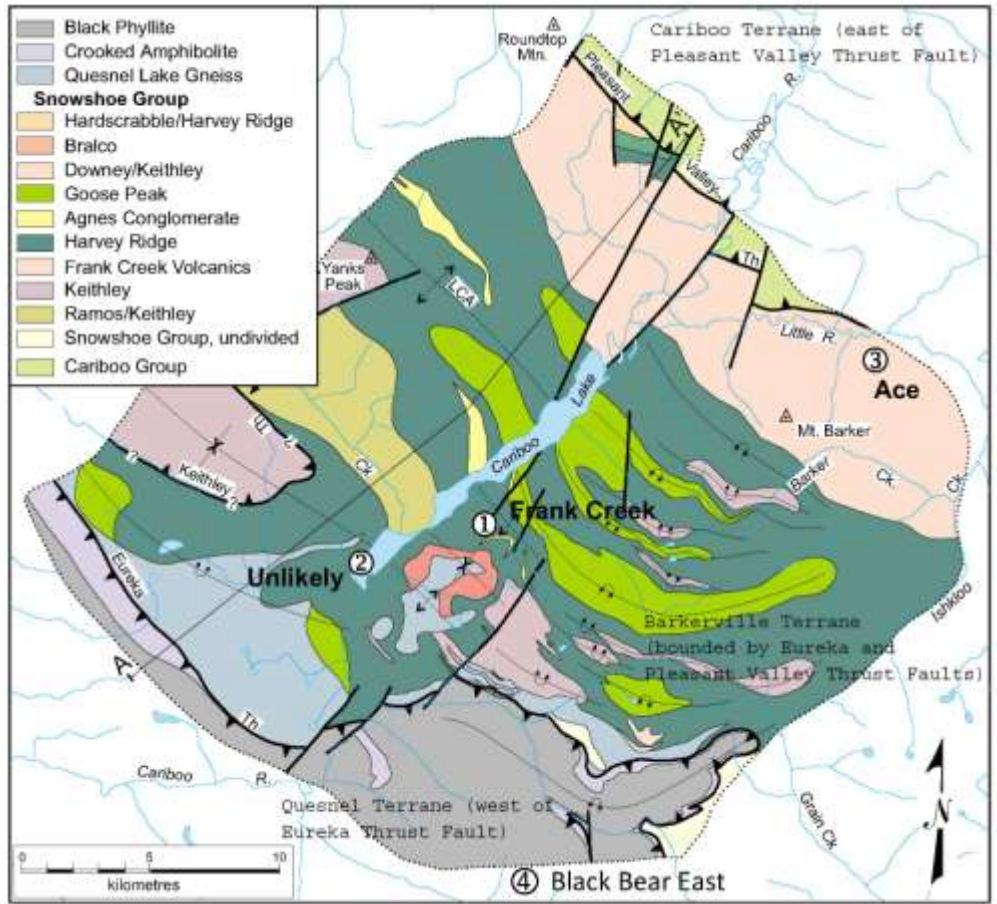 Black Phyllite
Crooked Amphibolite
Quesnel Lake Gneiss
Snowshoe Group
Hardscrabble/Harvey Ridge
Bralco
Downey/Keithley
Goose Peak
Agnes Conglomerate
Harvey Ridge
Frank Creek Volcanics
Keithley
Ramos/Keithley
Snowshoe Group, undivided
Cariboo Group
Roundtop
Mtn.
Cariboo Terrane (east of
Pleasant Valley Thrust Fault)
Pleasant
Valley
Th
A'
Cariboo
R.
Yanks
Peak
LCA
Little R.
③
Ace
Mt. Barker
Barker
Ck.
Ck.
Ishkloo
Lake
Cariboo
Ck.
Th
?
Keithley
?
?
① Frank Creek
②
Unlikely
Eureka
Th
A
Barkerville Terrane
(bounded by Eureka and
Pleasant Valley Thrust Faults)
Cariboo
R.
Quesnel Terrane (west of
Eureka Thrust Fault)
Grain Ck.
N
0 5 10
kilometres
④ Black Bear East